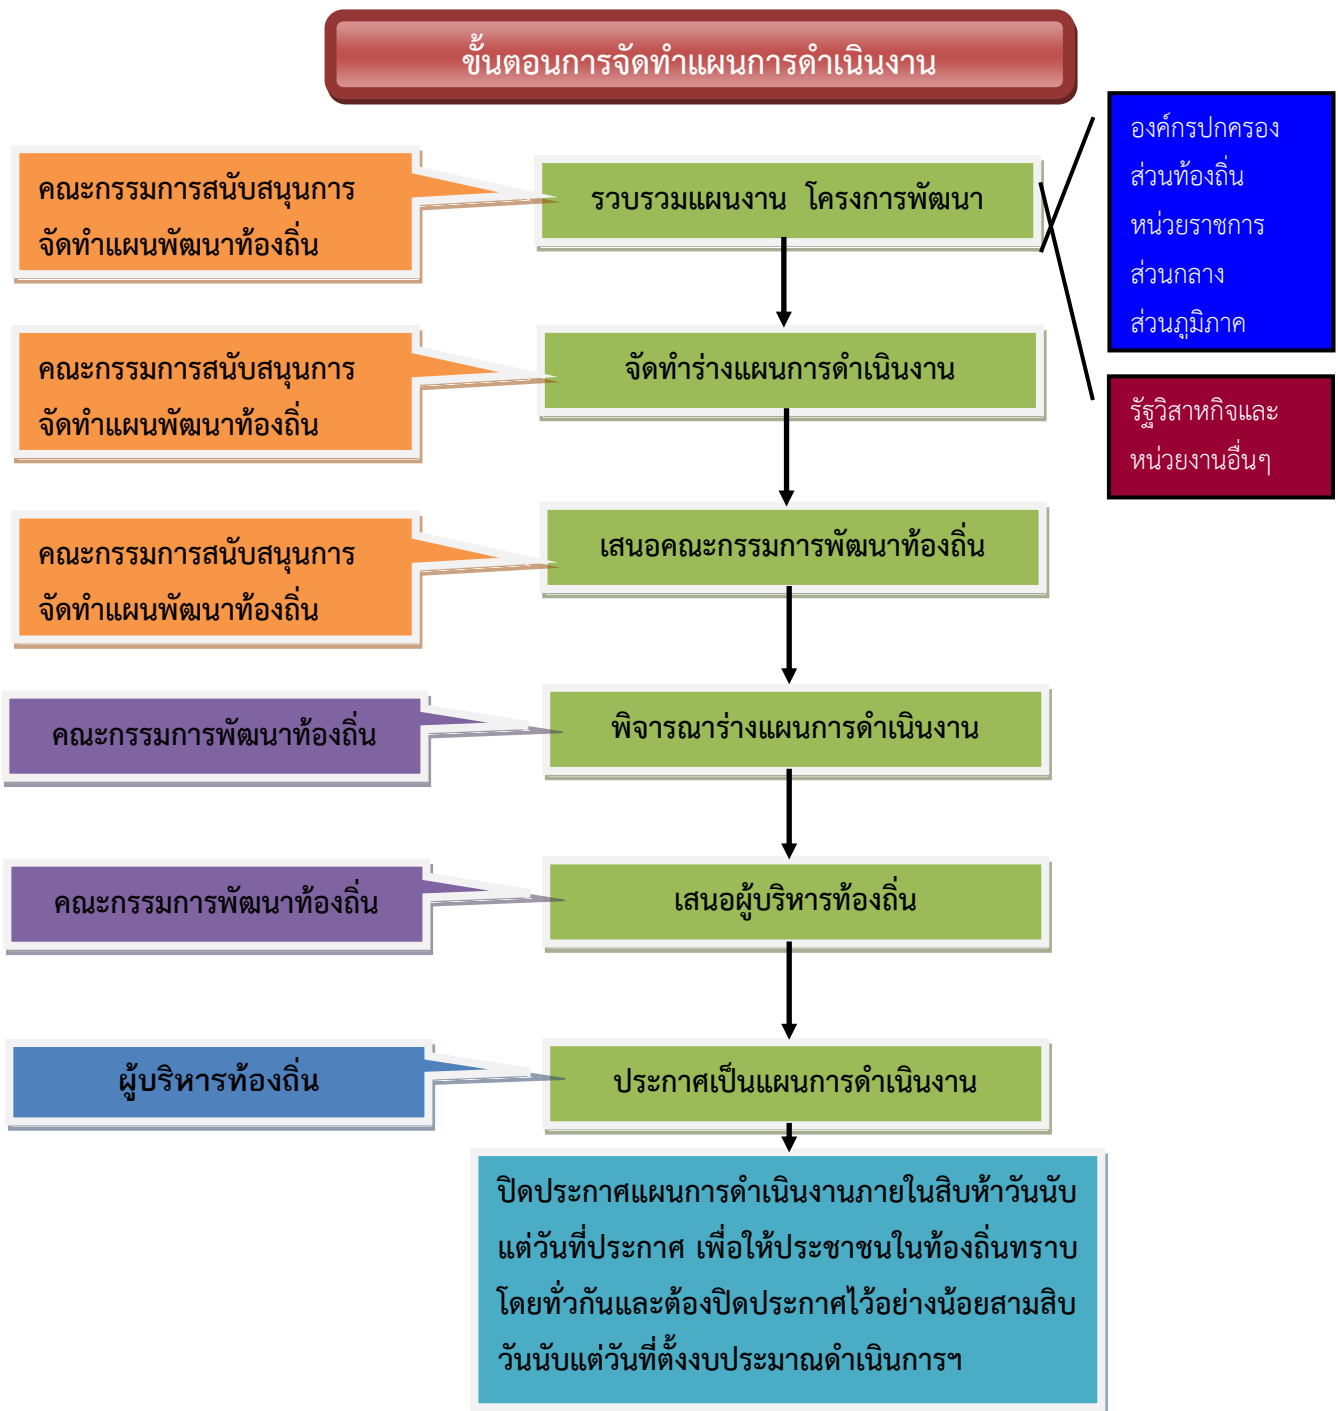 ขั้นตอนการจัดทำแผนการดำเนินงาน
คณะกรรมการสนับสนุนการ
จัดทำแผนพัฒนาท้องถิ่น
รวบรวมแผนงาน โครงการพัฒนา
องค์กรปกครอง
ส่วนท้องถิ่น
หน่วยราชการ
ส่วนกลาง
ส่วนภูมิภาค
คณะกรรมการสนับสนุนการ
จัดทำแผนพัฒนาท้องถิ่น
จัดทำร่างแผนการดำเนินงาน
รัฐวิสาหกิจและ
หน่วยงานอื่นๆ
คณะกรรมการสนับสนุนการ
จัดทำแผนพัฒนาท้องถิ่น
เสนอคณะกรรมการพัฒนาท้องถิ่น
คณะกรรมการพัฒนาท้องถิ่น
พิจารณาร่างแผนการดำเนินงาน
คณะกรรมการพัฒนาท้องถิ่น
เสนอผู้บริหารท้องถิ่น
ผู้บริหารท้องถิ่น
ประกาศเป็นแผนการดำเนินงาน
ปิดประกาศแผนการดำเนินงานภายในสิบห้าวันนับ
แต่วันที่ประกาศ เพื่อให้ประชาชนในท้องถิ่นทราบ
โดยทั่วกันและต้องปิดประกาศไว้อย่างน้อยสามสิบ
วันนับแต่วันที่ตั้งงบประมาณดำเนินการฯ